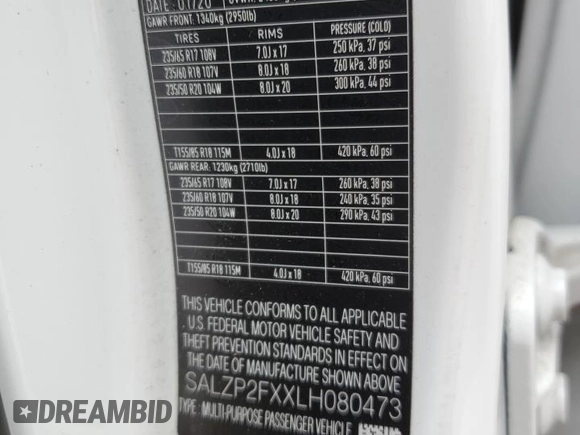 DATE: 01/20
GAWR FRONT: 1340kg (2950lb)
TIRES RIMS PRESSURE (COLD)
235/65 R17 108V 7.0J x 17 250 kPa, 37 psi
235/60 R18 107V 8.0J x 18 260 kPa, 38 psi
235/50 R20 104W 8.0J x 20 300 kPa, 44 psi
T155/85 R18 115M 4.0J x 18 420 kPa, 60 psi
GAWR REAR: 1230kg (2710lb)
235/65 R17 108V 7.0J x 17 260 kPa, 38 psi
235/60 R18 107V 8.0J x 18 240 kPa, 35 psi
235/50 R20 104W 8.0J x 20 290 kPa, 43 psi
T155/85 R18 115M 4.0J x 18 420 kPa, 60 psi
THIS VEHICLE CONFORMS TO ALL APPLICABLE
U.S FEDERAL MOTOR VEHICLE SAFETY AND
THEFT PREVENTION STANDARDS IN EFFECT ON
THE DATE OF MANUFACTURE SHOWN ABOVE.
SALZP2FXXLH080473
TYPE: MULTI-PURPOSE PASSENGER VEHICLE
EPICVIN.COM